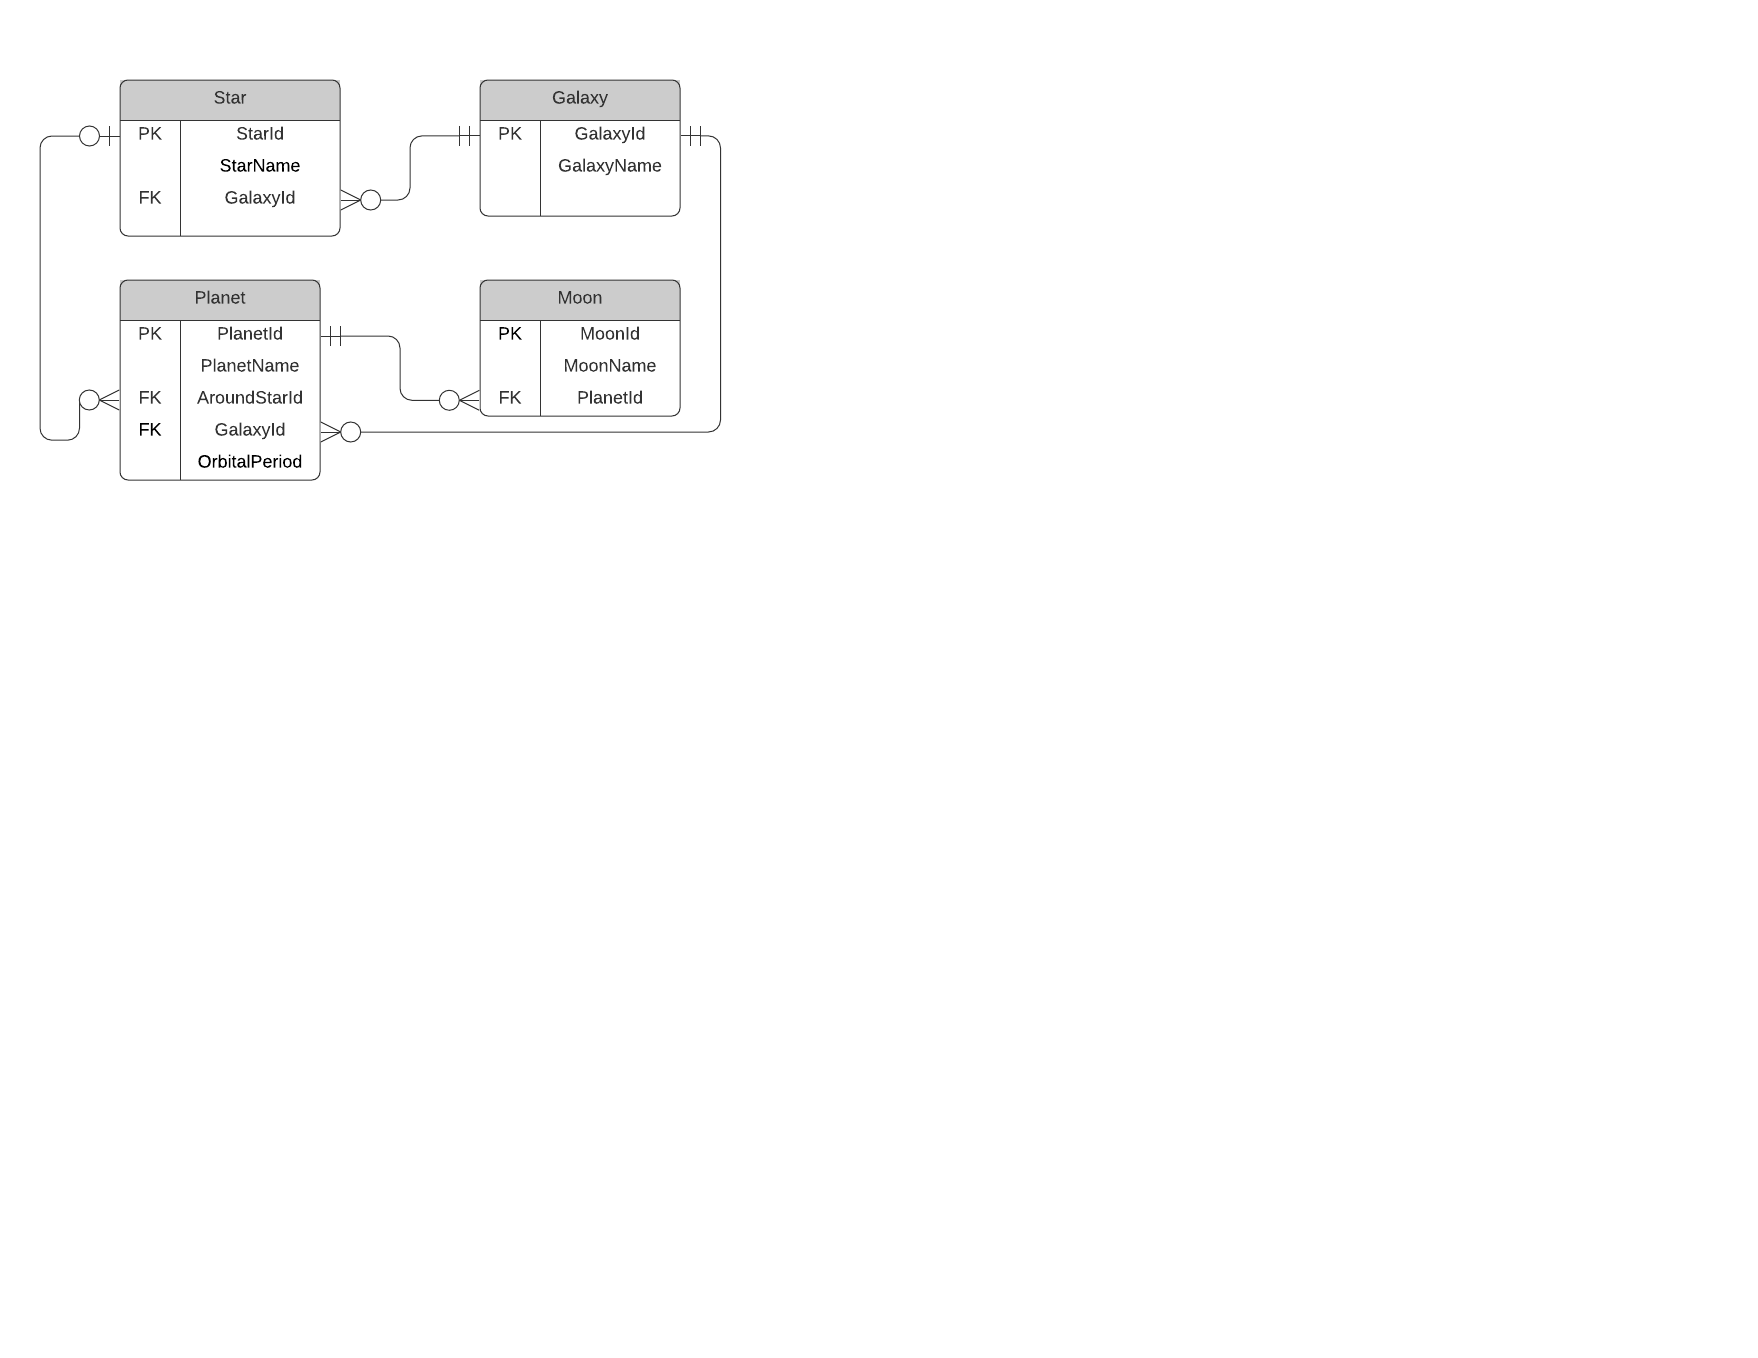 Star
PK StarId
StarName
FK GalaxyId
Galaxy
PK GalaxyId
GalaxyName
Planet
PK PlanetId
PlanetName
FK AroundStarId
FK GalaxyId
OrbitalPeriod
Moon
PK MoonId
MoonName
FK PlanetId